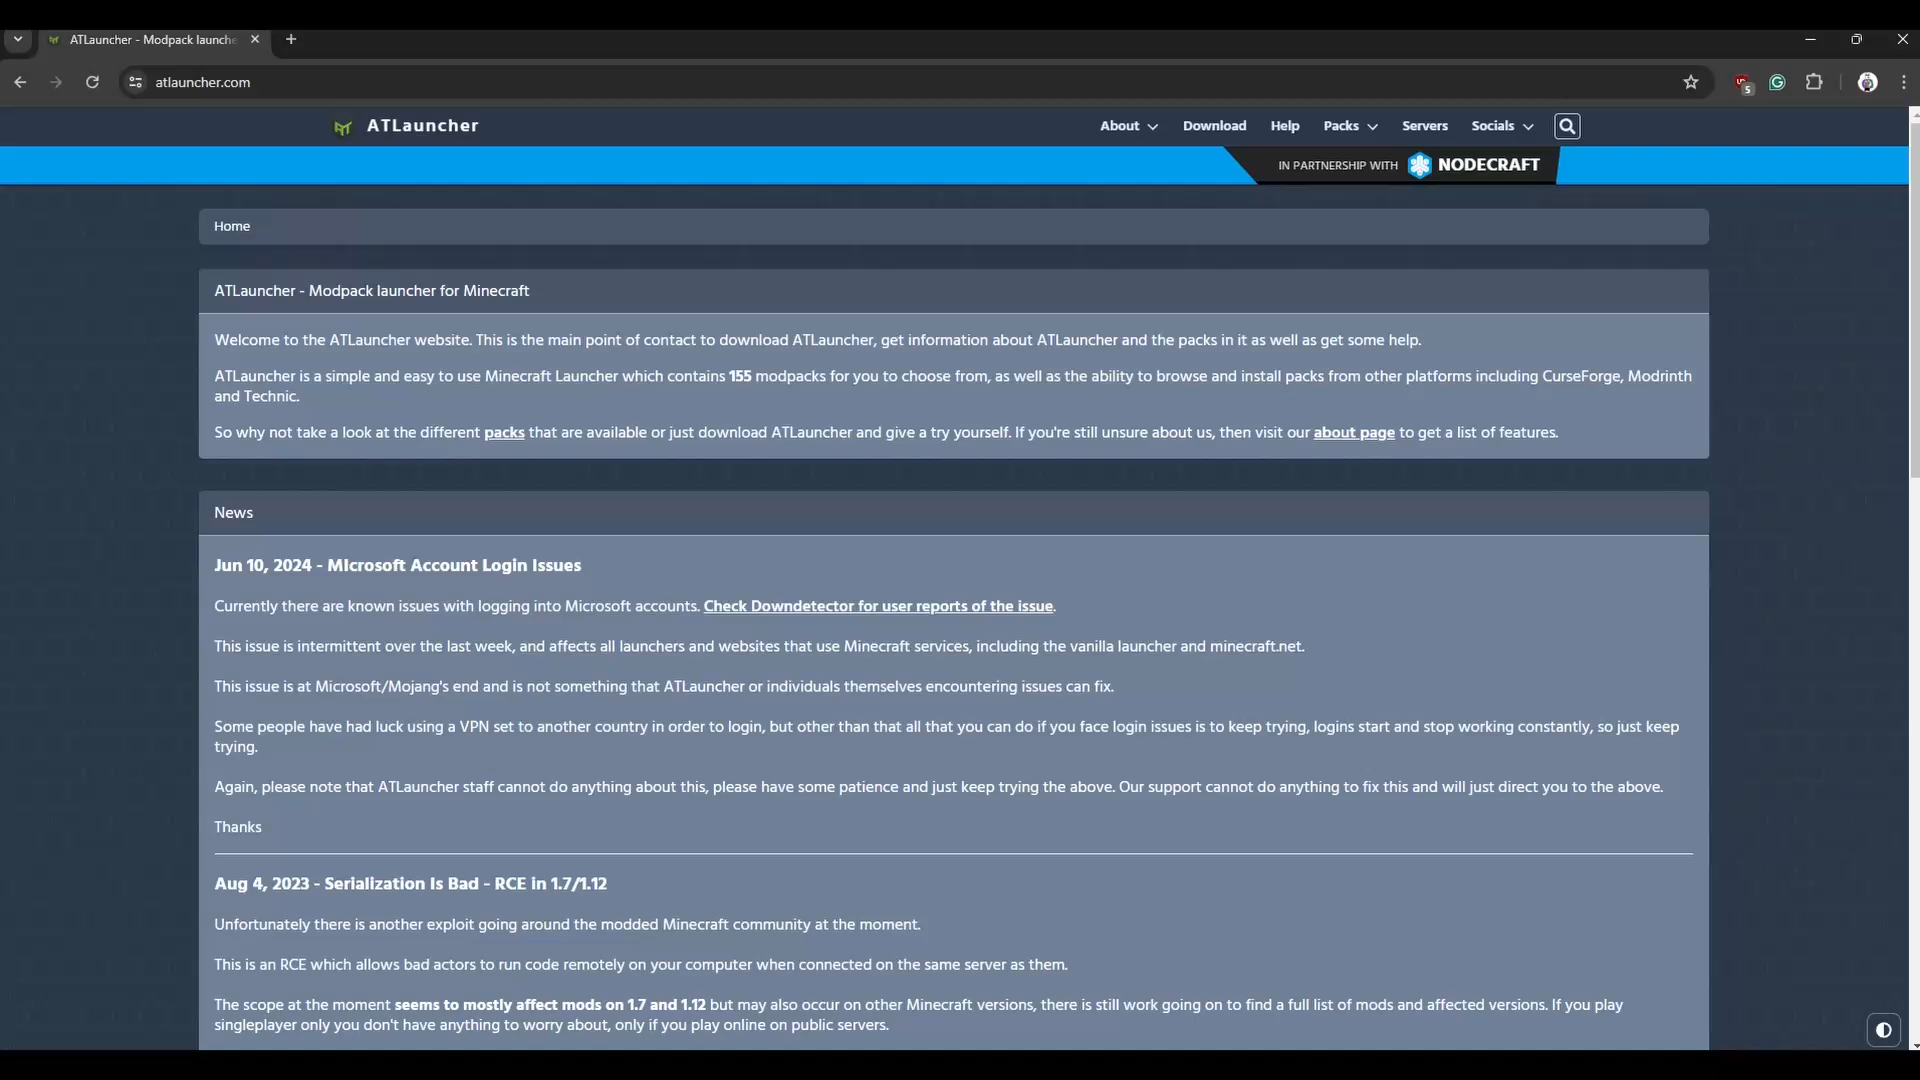 ATLauncher - Modpack launche
atlauncher.com
5
ATLauncher
About
Download
Help
Packs
Servers
Socials
IN PARTNERSHIP WITH NODECRAFT
Home
ATLauncher - Modpack launcher for Minecraft
Welcome to the ATLauncher website. This is the main point of contact to download ATLauncher, get information about ATLauncher and the packs in it as well as get some help.
ATLauncher is a simple and easy to use Minecraft Launcher which contains 155 modpacks for you to choose from, as well as the ability to browse and install packs from other platforms including CurseForge, Modrinth
and Technic.
So why not take a look at the different packs that are available or just download ATLauncher and give a try yourself. If you're still unsure about us, then visit our about page to get a list of features.
News
Jun 10, 2024 - MIcrosoft Account Login Issues
Currently there are known issues with logging into Microsoft accounts. Check Downdetector for user reports of the issue.
This issue is intermittent over the last week, and affects all launchers and websites that use Minecraft services, including the vanilla launcher and minecraft.net.
This issue is at Microsoft/Mojang's end and is not something that ATLauncher or individuals themselves encountering issues can fix.
Some people have had luck using a VPN set to another country in order to login, but other than that all that you can do if you face login issues is to keep trying, logins start and stop working constantly, so just keep
trying.
Again, please note that ATLauncher staff cannot do anything about this, please have some patience and just keep trying the above. Our support cannot do anything to fix this and will just direct you to the above.
Thanks
Aug 4, 2023 - Serialization Is Bad - RCE in 1.7/1.12
Unfortunately there is another exploit going around the modded Minecraft community at the moment.
This is an RCE which allows bad actors to run code remotely on your computer when connected on the same server as them.
The scope at the moment seems to mostly affect mods on 1.7 and 1.12 but may also occur on other Minecraft versions, there is still work going on to find a full list of mods and affected versions. If you play
singleplayer only you don't have anything to worry about, only if you play online on public servers.